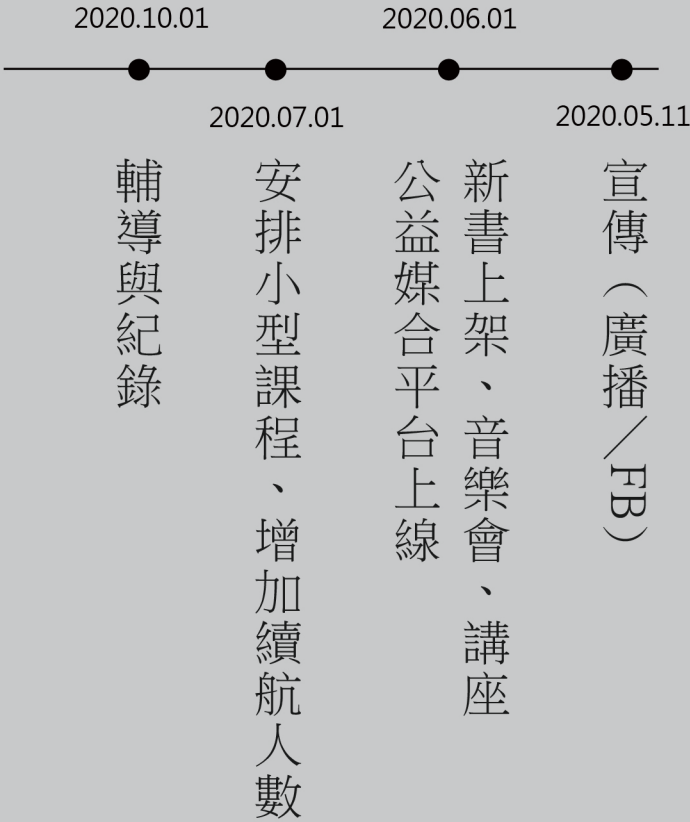 2020.10.01
2020.06.01
2020.07.01
2020.05.11
宣傳（廣播／FB）
新書上架、音樂會、講座
公益媒合平台上線
安排小型課程、增加續航人數
輔導與紀錄